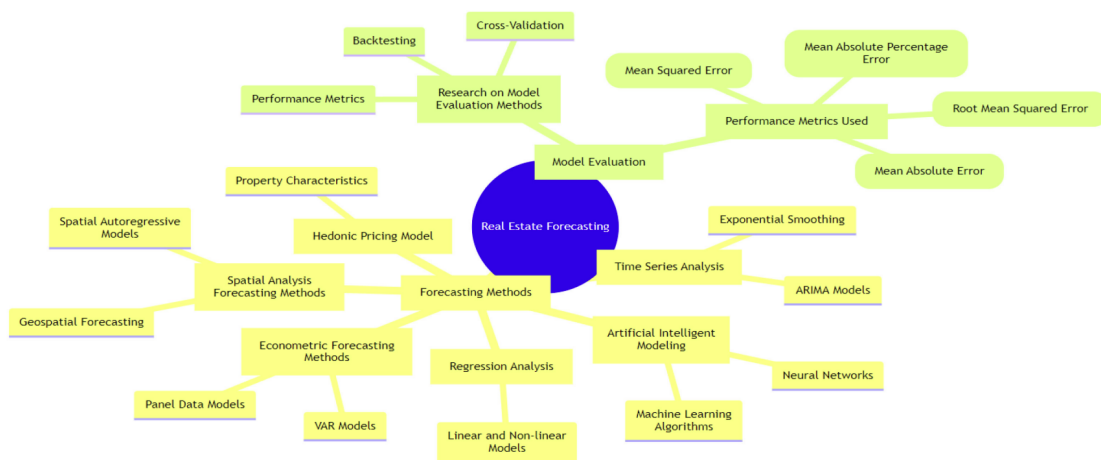 Cross-Validation
Backtesting
Mean Absolute Percentage
Error
Mean Squared Error
Performance Metrics
Research on Model
Evaluation Methods
Root Mean Squared Error
Performance Metrics Used
Model Evaluation
Mean Absolute Error
Property Characteristics
Spatial Autoregressive
Models
Hedonic Pricing Model
Real Estate Forecasting
Exponential Smoothing
Time Series Analysis
Spatial Analysis
Forecasting Methods
Forecasting Methods
ARIMA Models
Geospatial Forecasting
Econometric Forecasting
Methods
Artificial Intelligent
Modeling
Regression Analysis
Neural Networks
Panel Data Models
VAR Models
Linear and Non-linear
Models
Machine Learning
Algorithms